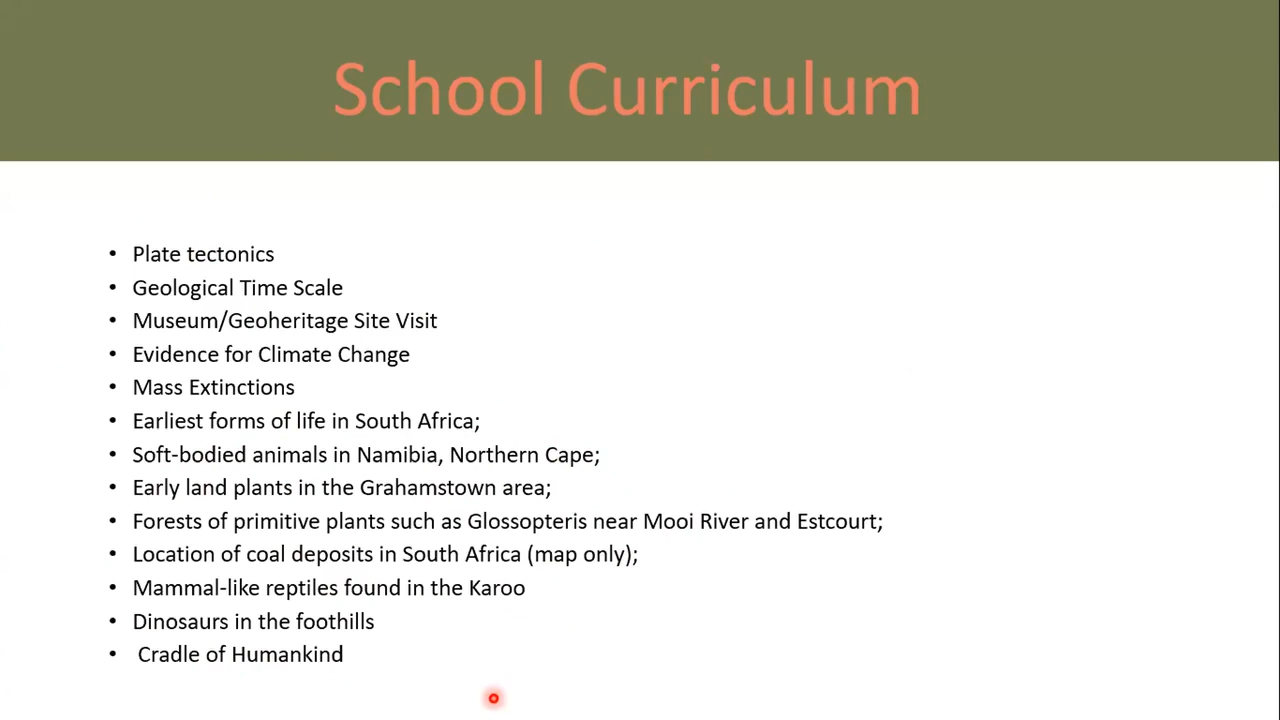 School Curriculum
• Plate tectonics
• Geological Time Scale
• Museum/Geoheritage Site Visit
• Evidence for Climate Change
• Mass Extinctions
• Earliest forms of life in South Africa;
• Soft-bodied animals in Namibia, Northern Cape;
• Early land plants in the Grahamstown area;
• Forests of primitive plants such as Glossopteris near Mooi River and Estcourt;
• Location of coal deposits in South Africa (map only);
• Mammal-like reptiles found in the Karoo
• Dinosaurs in the foothills
• Cradle of Humankind